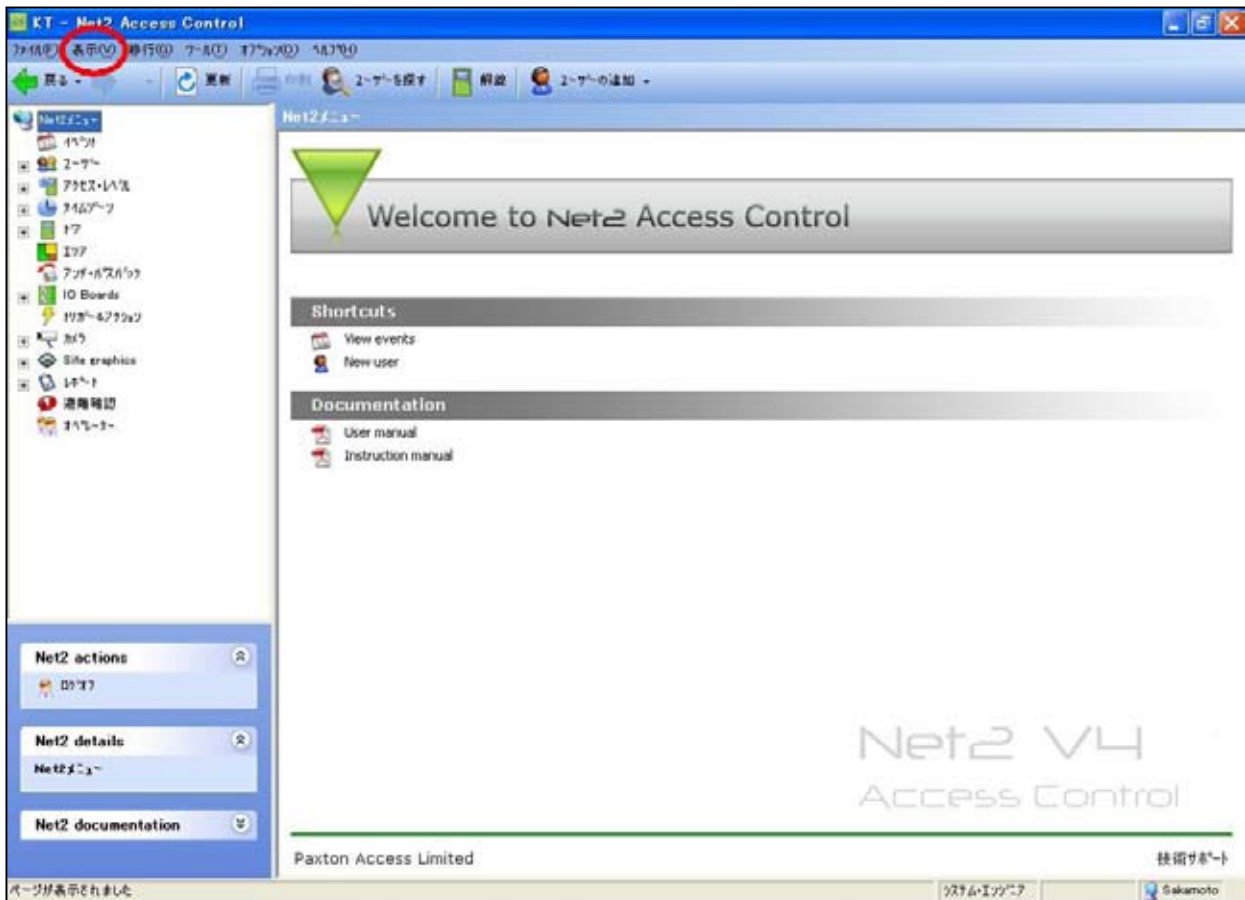 KT - Net2 Access Control
ﾌｧｲﾙ(F) 表示(V) 移行(G) ﾂｰﾙ(T) ｵﾌﾟｼｮﾝ(O) ﾍﾙﾌﾟ(H)
戻る 更新 印刷 ﾕｰｻﾞｰを探す 解錠 ﾕｰｻﾞｰの追加
Net2ﾒﾆｭｰ
Net2ﾒﾆｭｰ
ｲﾍﾞﾝﾄ
ﾕｰｻﾞｰ
ｱｸｾｽ・ﾚﾍﾞﾙ
ﾀｲﾑｿﾞｰﾝ
ﾄﾞｱ
ｴﾘｱ
ｱﾝﾁ・ﾊﾟｽﾊﾞｯｸ
IO Boards
ﾄﾘｶﾞｰ&ｱｸｼｮﾝ
ｶﾒﾗ
Site graphics
ﾚﾎﾟｰﾄ
避難確認
ｵﾍﾟﾚｰﾀｰ
Welcome to Net2 Access Control
Shortcuts
View events
New user
Documentation
User manual
Instruction manual
Net2 actions
ﾛｸﾞｵﾌ
Net2 details
Net2ﾒﾆｭｰ
Net2 documentation
Net2 V4
Access Control
Paxton Access Limited
技術ｻﾎﾟｰﾄ
ページが表示されました
ｼｽﾃﾑ・ｴﾝｼﾞﾆｱ
Sakamoto